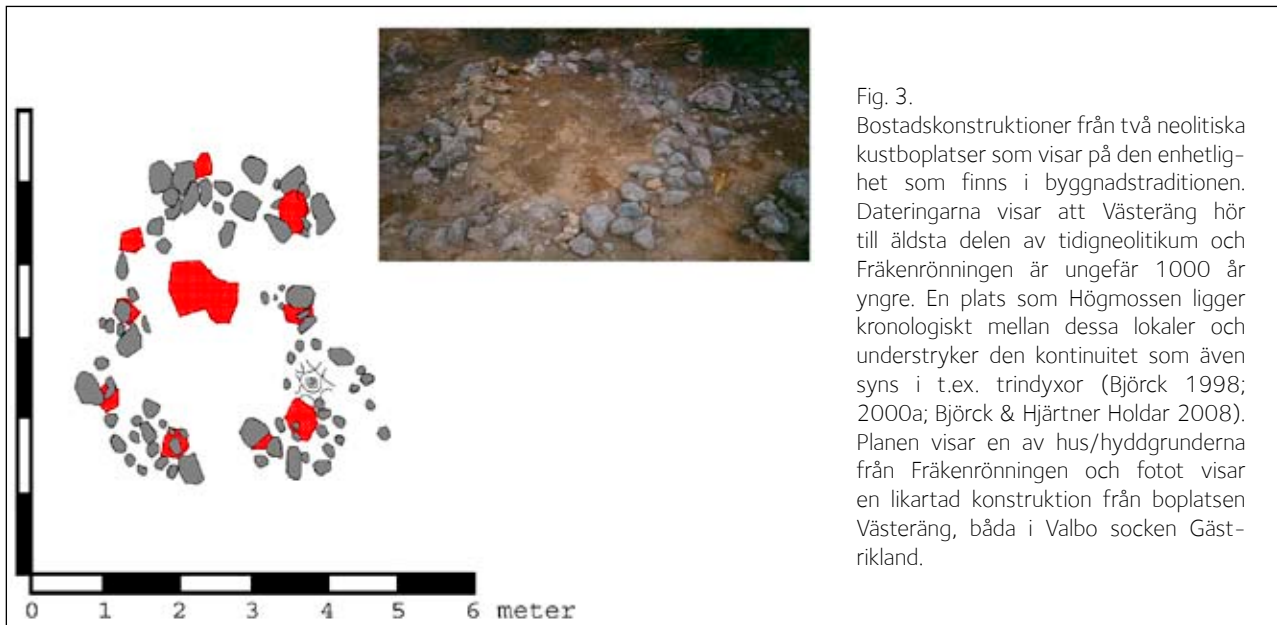 Fig. 3.
Bostadskonstruktioner från två neolitiska
kustboplatser som visar på den enhetlig-
het som finns i byggnadstraditionen.
Dateringarna visar att Västeräng hör
till äldsta delen av tidigneolitikum och
Fräkenrönningen är ungefär 1000 år
yngre. En plats som Högmossen ligger
kronologiskt mellan dessa lokaler och
understryker den kontinuitet som även
syns i t.ex. trindyxor (Björck 1998;
2000a; Björck & Hjärtner Holdar 2008).
Planen visar en av hus/hyddgrunderna
från Fräkenrönningen och fotot visar
en likartad konstruktion från boplatsen
Västeräng, båda i Valbo socken Gäst-
rikland.
0 1 2 3 4 5 6 meter